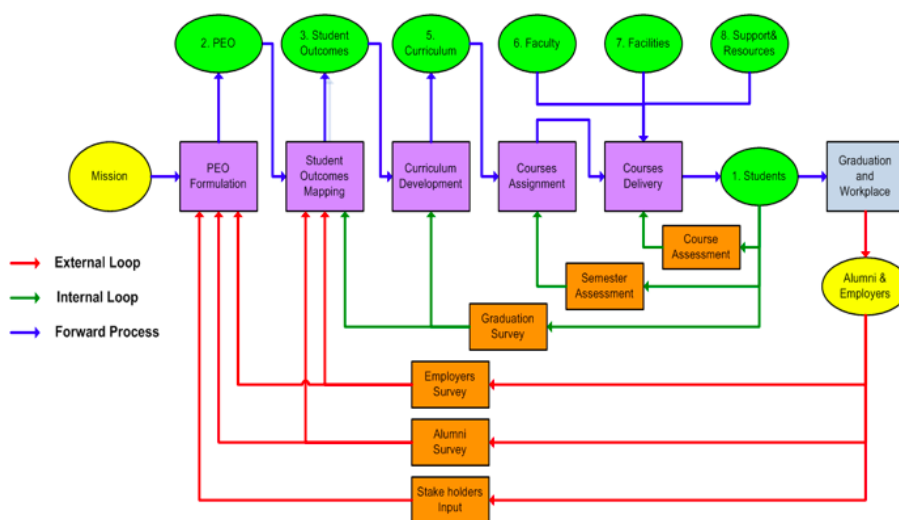 2. PEO
3. Student
Outcomes
5.
Curriculum
6. Faculty
7. Facilities
8. Support&
Resources
Mission
PEO
Formulation
Student
Outcomes
Mapping
Curriculum
Development
Courses
Assignment
Courses
Delivery
1. Students
Graduation
and
Workplace
Course
Assessment
External Loop
Semester
Assessment
Alumni &
Employers
Internal Loop
Graduation
Survey
Forward Process
Employers
Survey
Alumni
Survey
Stake holders
Input